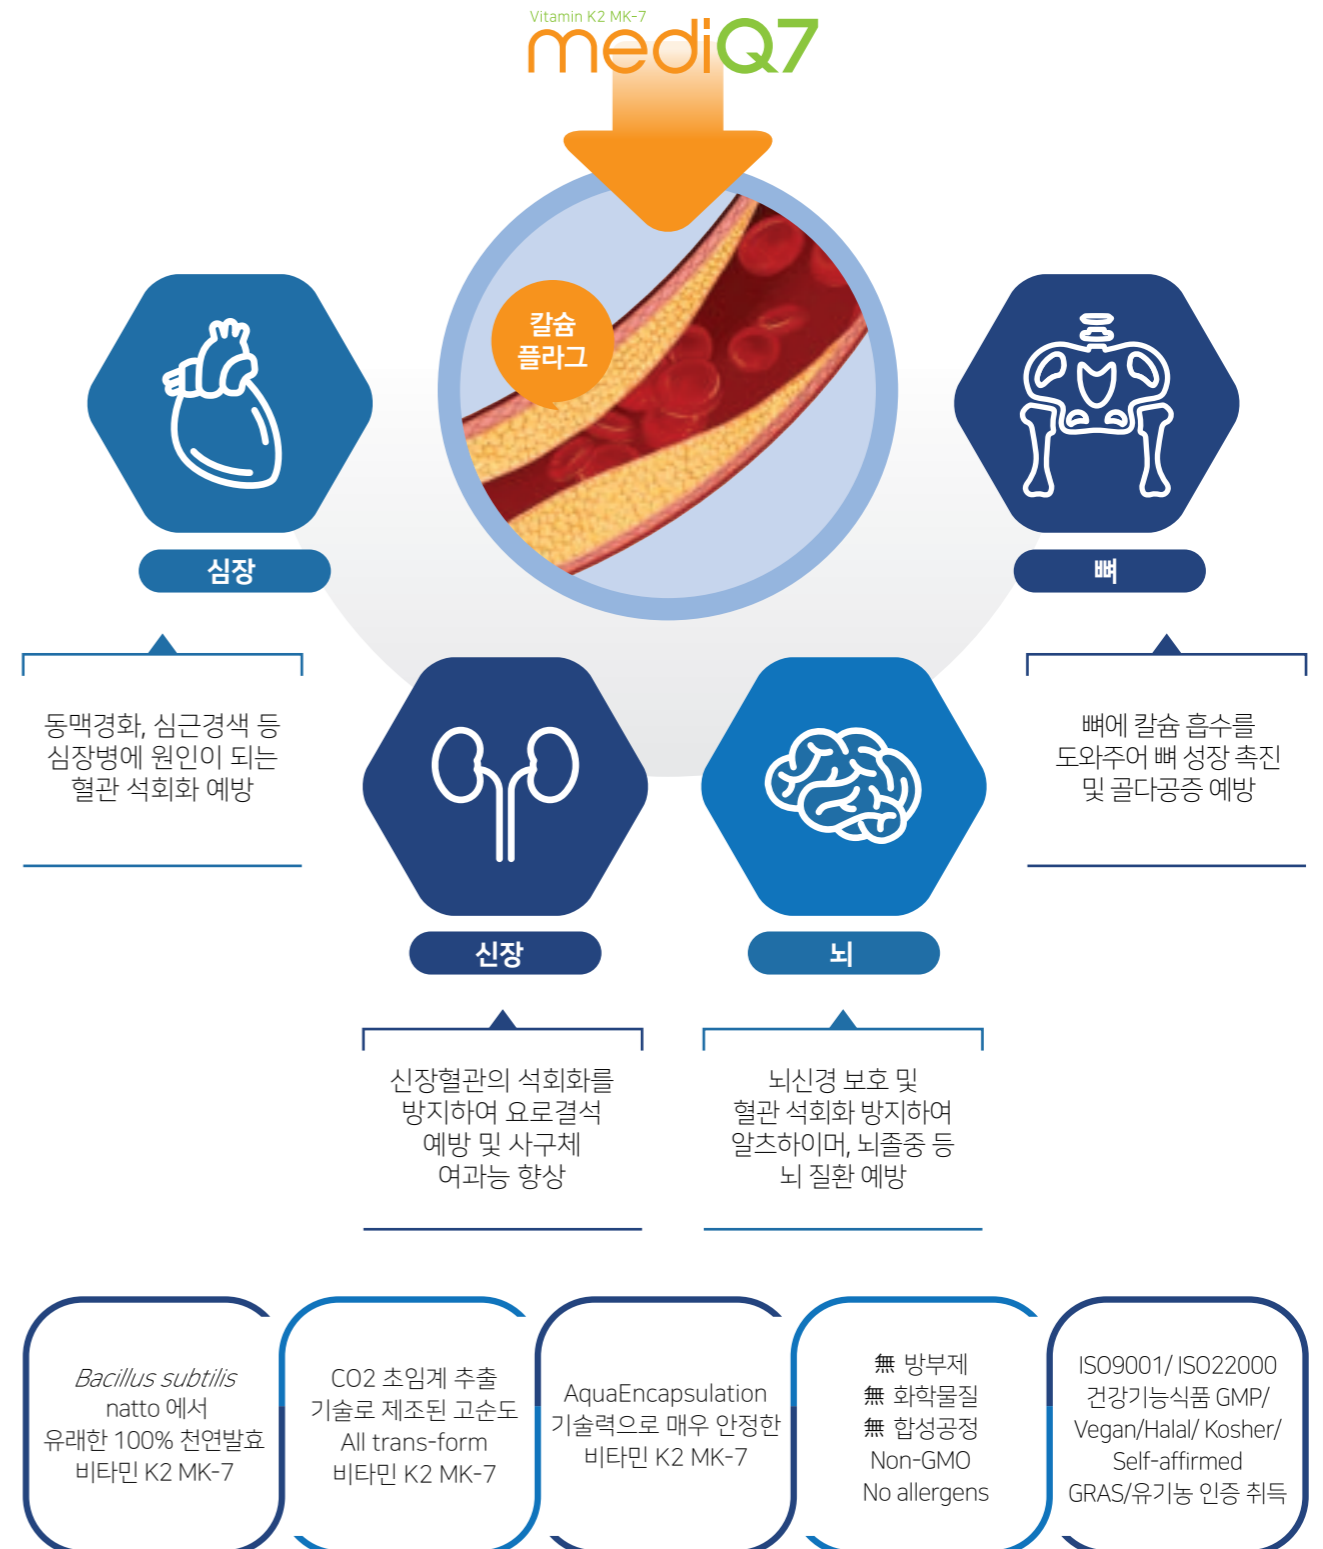 Vitamin K2 MK-7
mediQ7
칼슘
플라그
심장
뼈
동맥경화, 심근경색 등
심장병에 원인이 되는
혈관 석회화 예방
뼈에 칼슘 흡수를
도와주어 뼈 성장 촉진
및 골다공증 예방
신장
뇌
신장혈관의 석회화를
방지하여 요로결석
예방 및 사구체
여과능 향상
뇌신경 보호 및
혈관 석회화 방지하여
알츠하이머, 뇌졸중 등
뇌 질환 예방
Bacillus subtilis
natto 에서
유래한 100% 천연발효
비타민 K2 MK-7
CO2 초임계 추출
기술로 제조된 고순도
All trans-form
비타민 K2 MK-7
AquaEncapsulation
기술력으로 매우 안정한
비타민 K2 MK-7
無 방부제
無 화학물질
無 합성공정
Non-GMO
No allergens
ISO9001/ ISO22000
건강기능식품 GMP/
Vegan/Halal/ Kosher/
Self-affirmed
GRAS/유기농 인증 취득